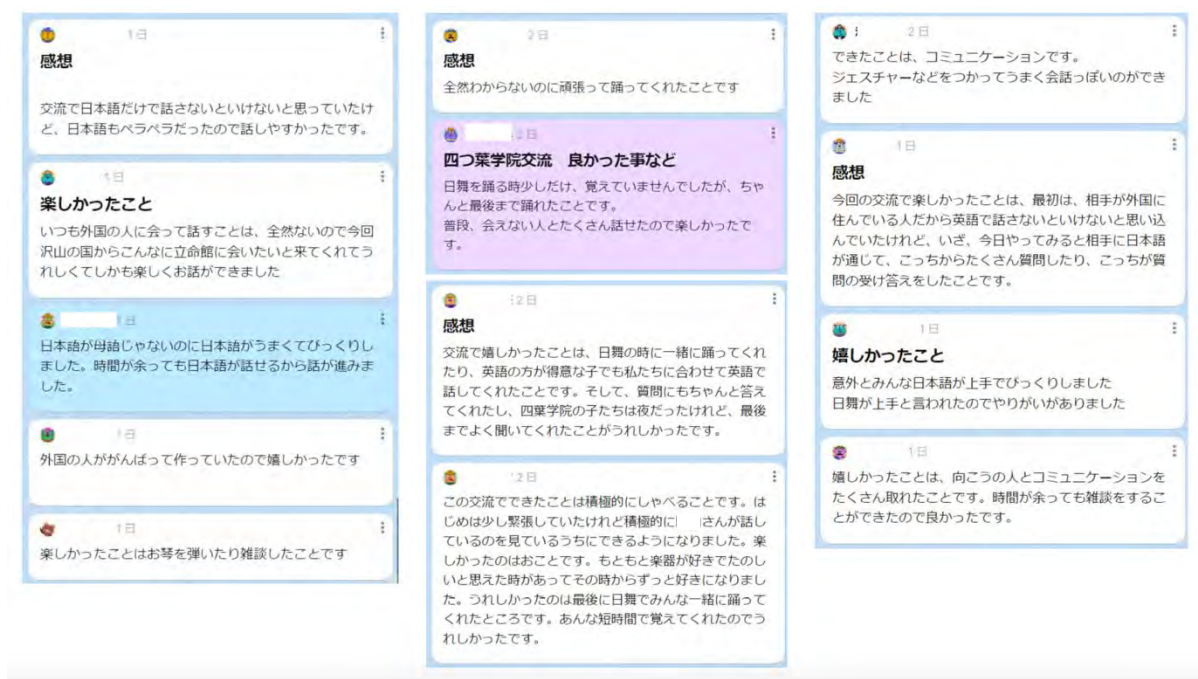 1日
感想
交流で日本語だけで話さないといけないと思っていたけ
ど、日本語もペラペラだったので話しやすかったです。
1日
楽しかったこと
いつも外国の人に会って話すことは、全然ないので今回
沢山の国からこんなに立命館に会いたいと来てくれてう
れしくてしかも楽しくお話ができました
1日
日本語が母語じゃないのに日本語がうまくてびっくりし
ました。時間が余っても日本語が話せるから話が進みま
した。
1日
外国の人ががんばって作っていたので嬉しかったです
1日
楽しかったことはお琴を弾いたり雑談したことです
2日
感想
全然わからないのに頑張って踊ってくれたことです
2日
四つ葉学院交流 良かった事など
日舞を踊る時少しだけ、覚えていませんでしたが、ちゃ
んと最後まで踊れたことです。
普段、会えない人とたくさん話せたので楽しかったで
す。
2日
感想
交流で嬉しかったことは、日舞の時に一緒に踊ってくれ
たり、英語の方が得意な子でも私たちに合わせて英語で
話してくれたことです。そして、質問にもちゃんと答え
てくれたし、四葉学院の子たちは夜だったけれど、最後
までよく聞いてくれたことがうれしかったです。
2日
この交流でできたことは積極的にしゃべることです。は
じめは少し緊張していたけれど積極的に さんが話し
ているのを見ているうちにできるようになりました。楽
しかったのはおことです。もともと楽器が好きでたのし
いと思えた時があってその時からずっと好きになりまし
た。うれしかったのは最後に日舞でみんな一緒に踊って
くれたところです。あんな短時間で覚えてくれたのでう
れしかったです。
2日
できたことは、コミュニケーションです。
ジェスチャーなどをつかってうまく会話っぽいのができ
ました
1日
感想
今回の交流で楽しかったことは、最初は、相手が外国に
住んでいる人だから英語で話さないといけないと思い込
んでいたけれど、いざ、今日やってみると相手に日本語
が通じて、こっちからたくさん質問したり、こっちが質
問の受け答えをしたことです。
1日
嬉しかったこと
意外とみんな日本語が上手でびっくりしました
日舞が上手と言われたのでやりがいがありました
1日
嬉しかったことは、向こうの人とコミュニケーションを
たくさん取れたことです。時間が余っても雑談をするこ
とができたので良かったです。